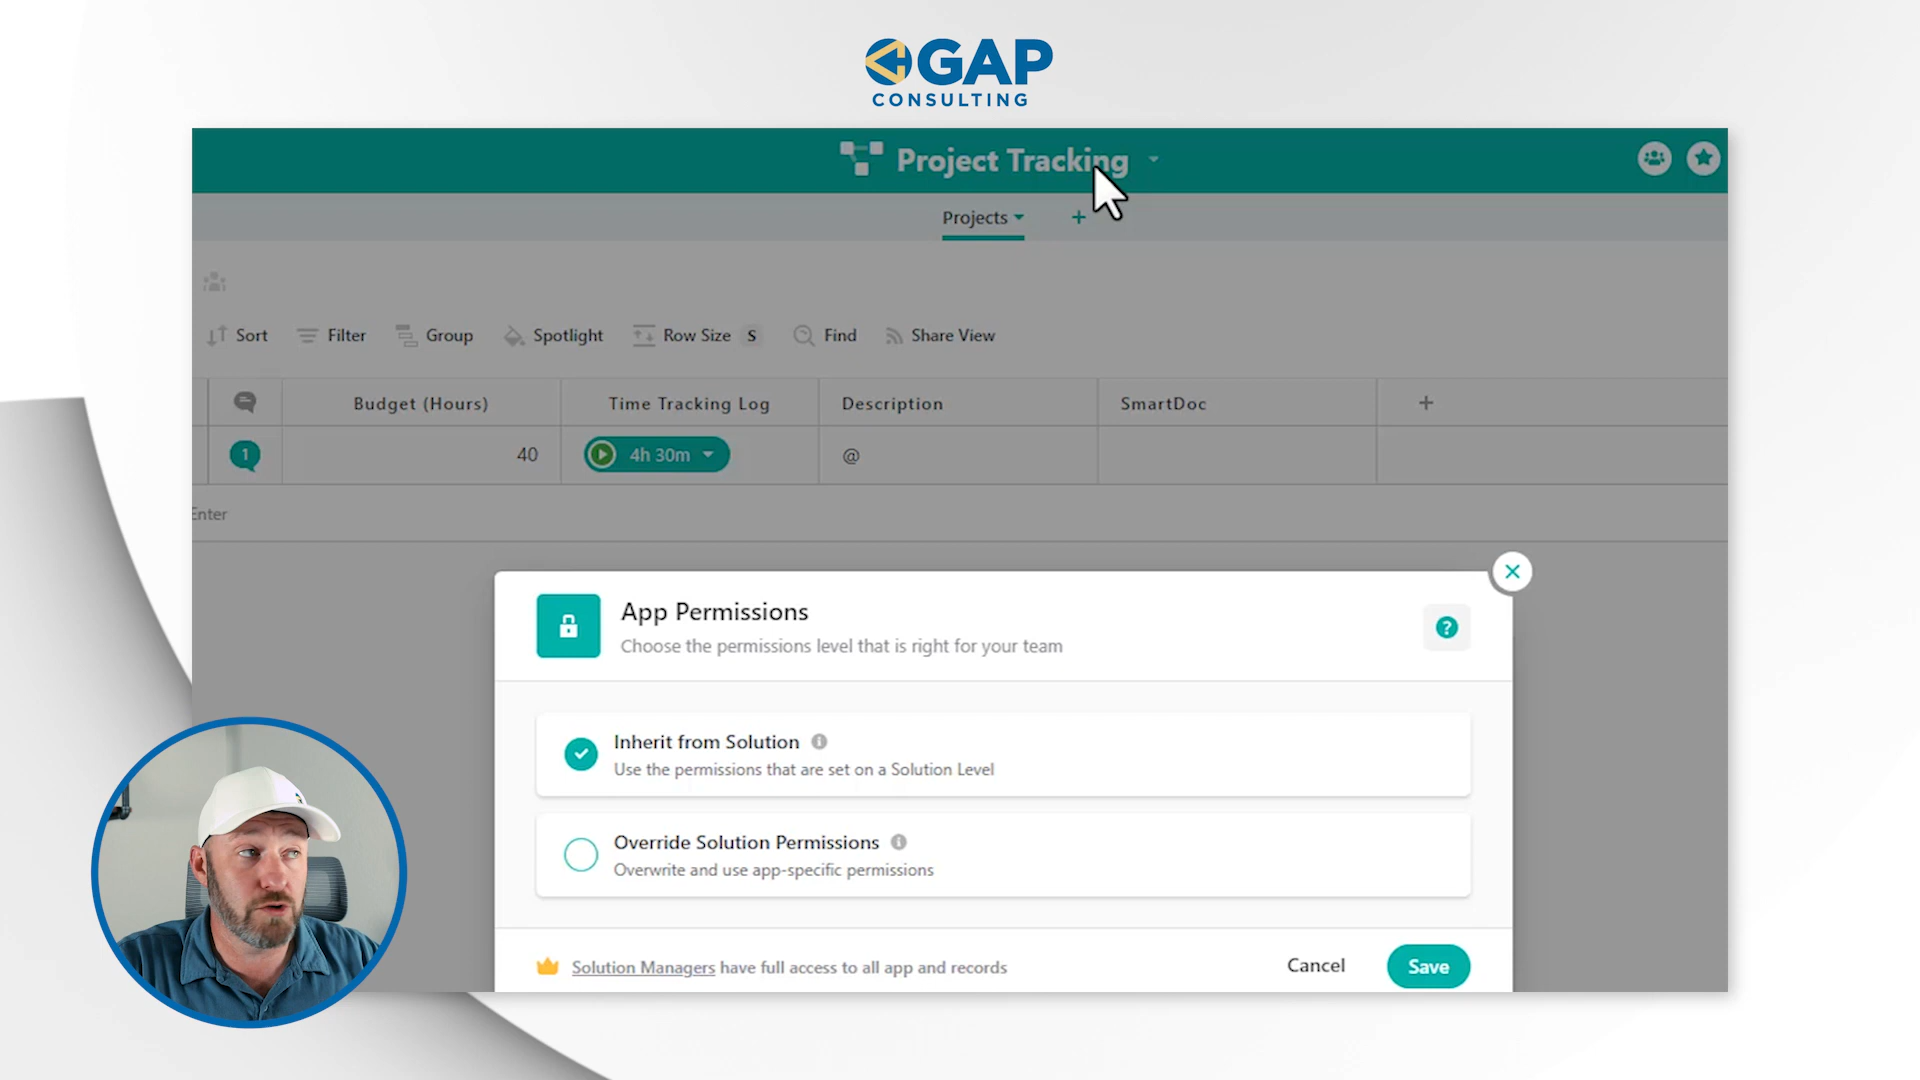 GAP
CONSULTING
Project Tracking
Projects
+
Sort
Filter
Group
Spotlight
Row Size S
Find
Share View
Budget (Hours)
Time Tracking Log
Description
SmartDoc
+
1
40
4h 30m
@
Enter
App Permissions
Choose the permissions level that is right for your team
?
Inherit from Solution
Use the permissions that are set on a Solution Level
Override Solution Permissions
Overwrite and use app-specific permissions
Solution Managers have full access to all app and records
Cancel
Save